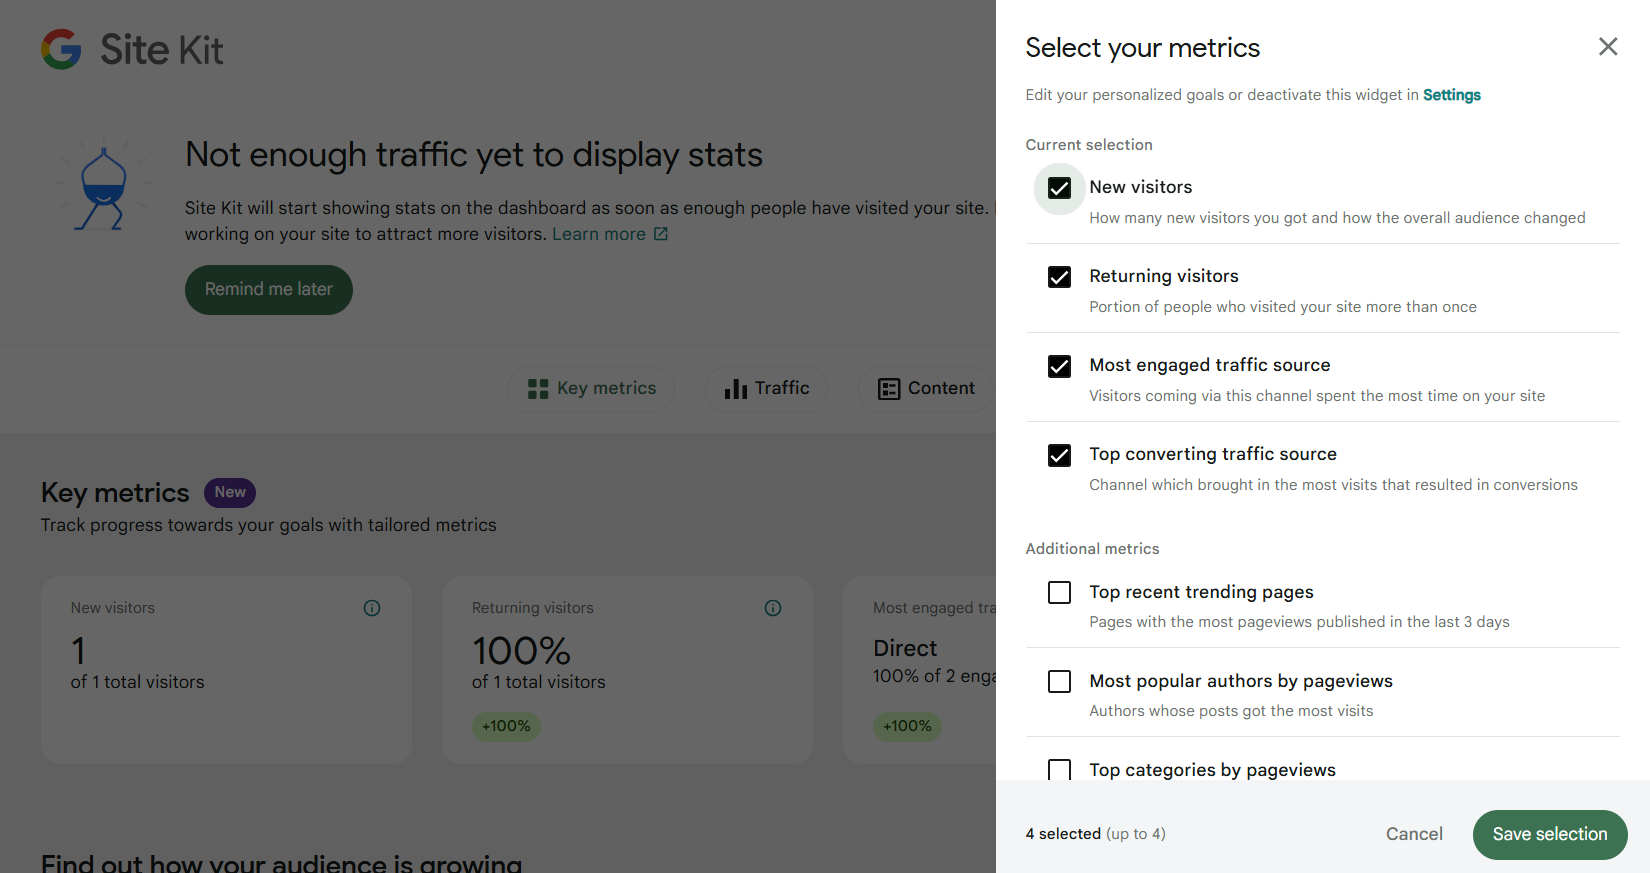 Site Kit
Not enough traffic yet to display stats
Site Kit will start showing stats on the dashboard as soon as enough people have visited your site.
working on your site to attract more visitors. Learn more
Remind me later
Key metrics
Traffic
Content
Key metrics New
Track progress towards your goals with tailored metrics
New visitors
1
of 1 total visitors
Returning visitors
100%
of 1 total visitors
+100%
Most engaged tra
Direct
100% of 2 enga
+100%
Find out how your audience is growing
Select your metrics
Edit your personalized goals or deactivate this widget in Settings
Current selection
New visitors
How many new visitors you got and how the overall audience changed
Returning visitors
Portion of people who visited your site more than once
Most engaged traffic source
Visitors coming via this channel spent the most time on your site
Top converting traffic source
Channel which brought in the most visits that resulted in conversions
Additional metrics
Top recent trending pages
Pages with the most pageviews published in the last 3 days
Most popular authors by pageviews
Authors whose posts got the most visits
Top categories by pageviews
4 selected (up to 4)
Cancel
Save selection